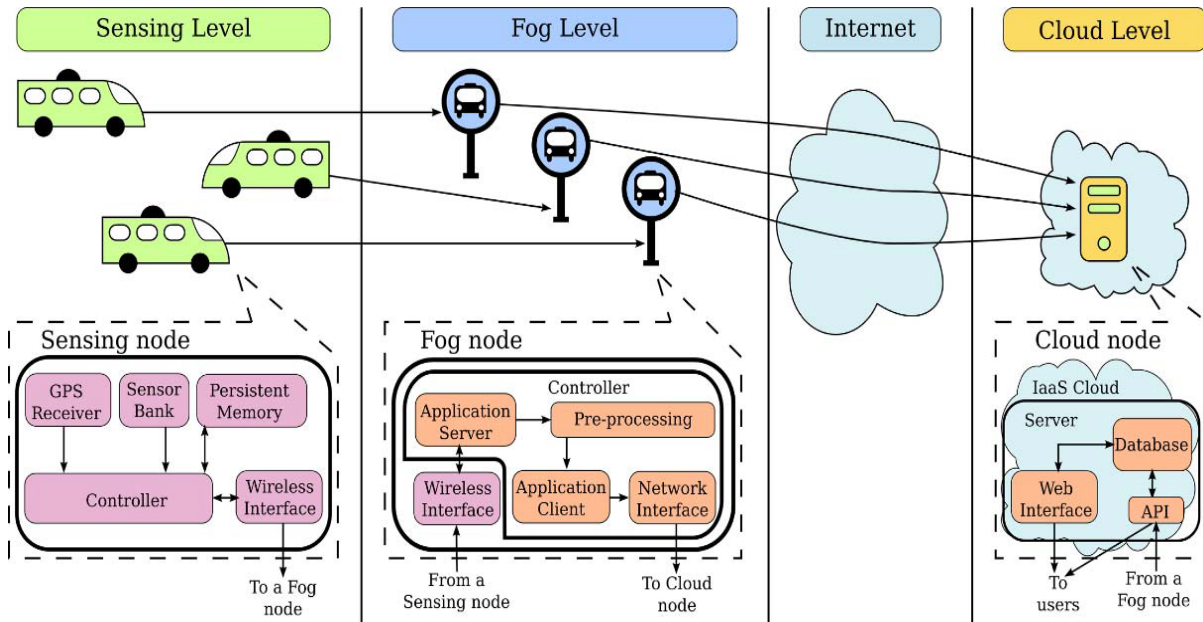 Sensing Level
Fog Level
Internet
Cloud Level
Sensing node
GPS
Receiver
Sensor
Bank
Persistent
Memory
Controller
Wireless
Interface
To a Fog
node
Fog node
Controller
Application
Server
Pre-processing
Wireless
Interface
Application
Client
Network
Interface
From a
Sensing node
To Cloud
node
Cloud node
IaaS Cloud
Server
Database
Web
Interface
API
To
users
From a
Fog node